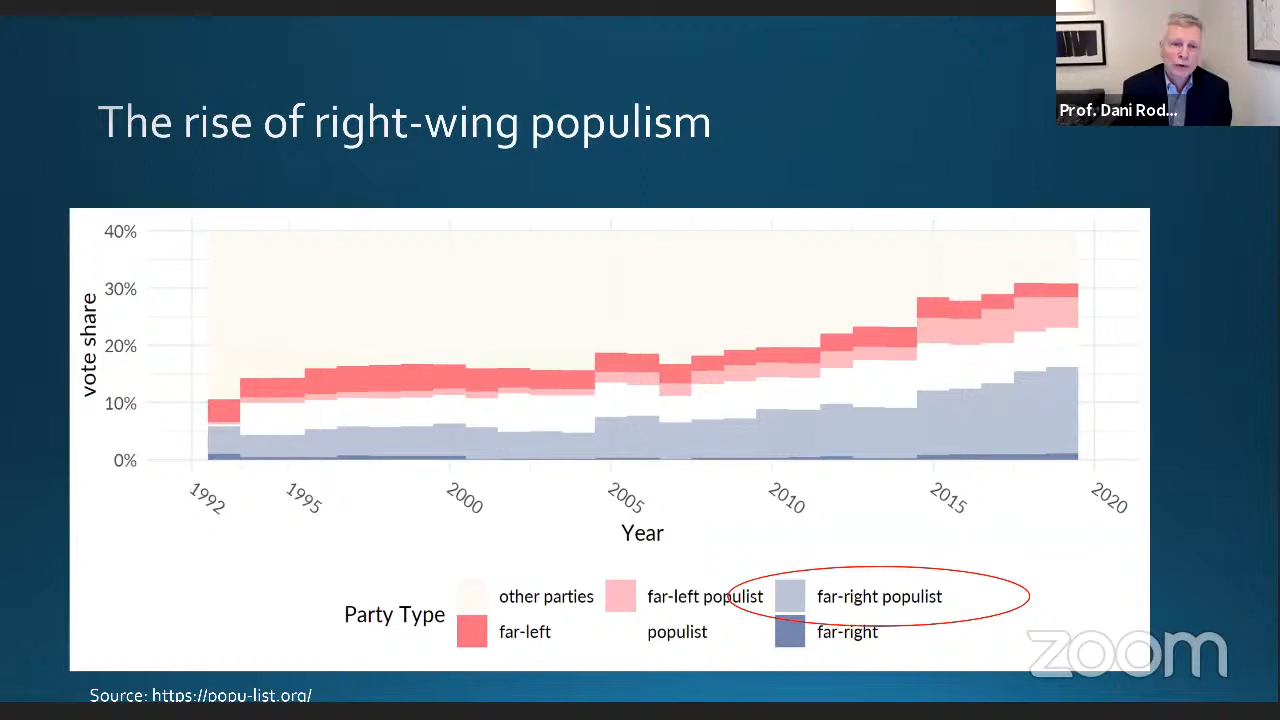 Prof. Dani Rod...
The rise of right-wing populism
40%
30%
20%
10%
0%
vote share
1992
1995
2000
2005
2010
2015
2020
Year
Party Type
other parties
far-left populist
far-right populist
far-left
populist
far-right
zoom
Source: https://popu-list.org/